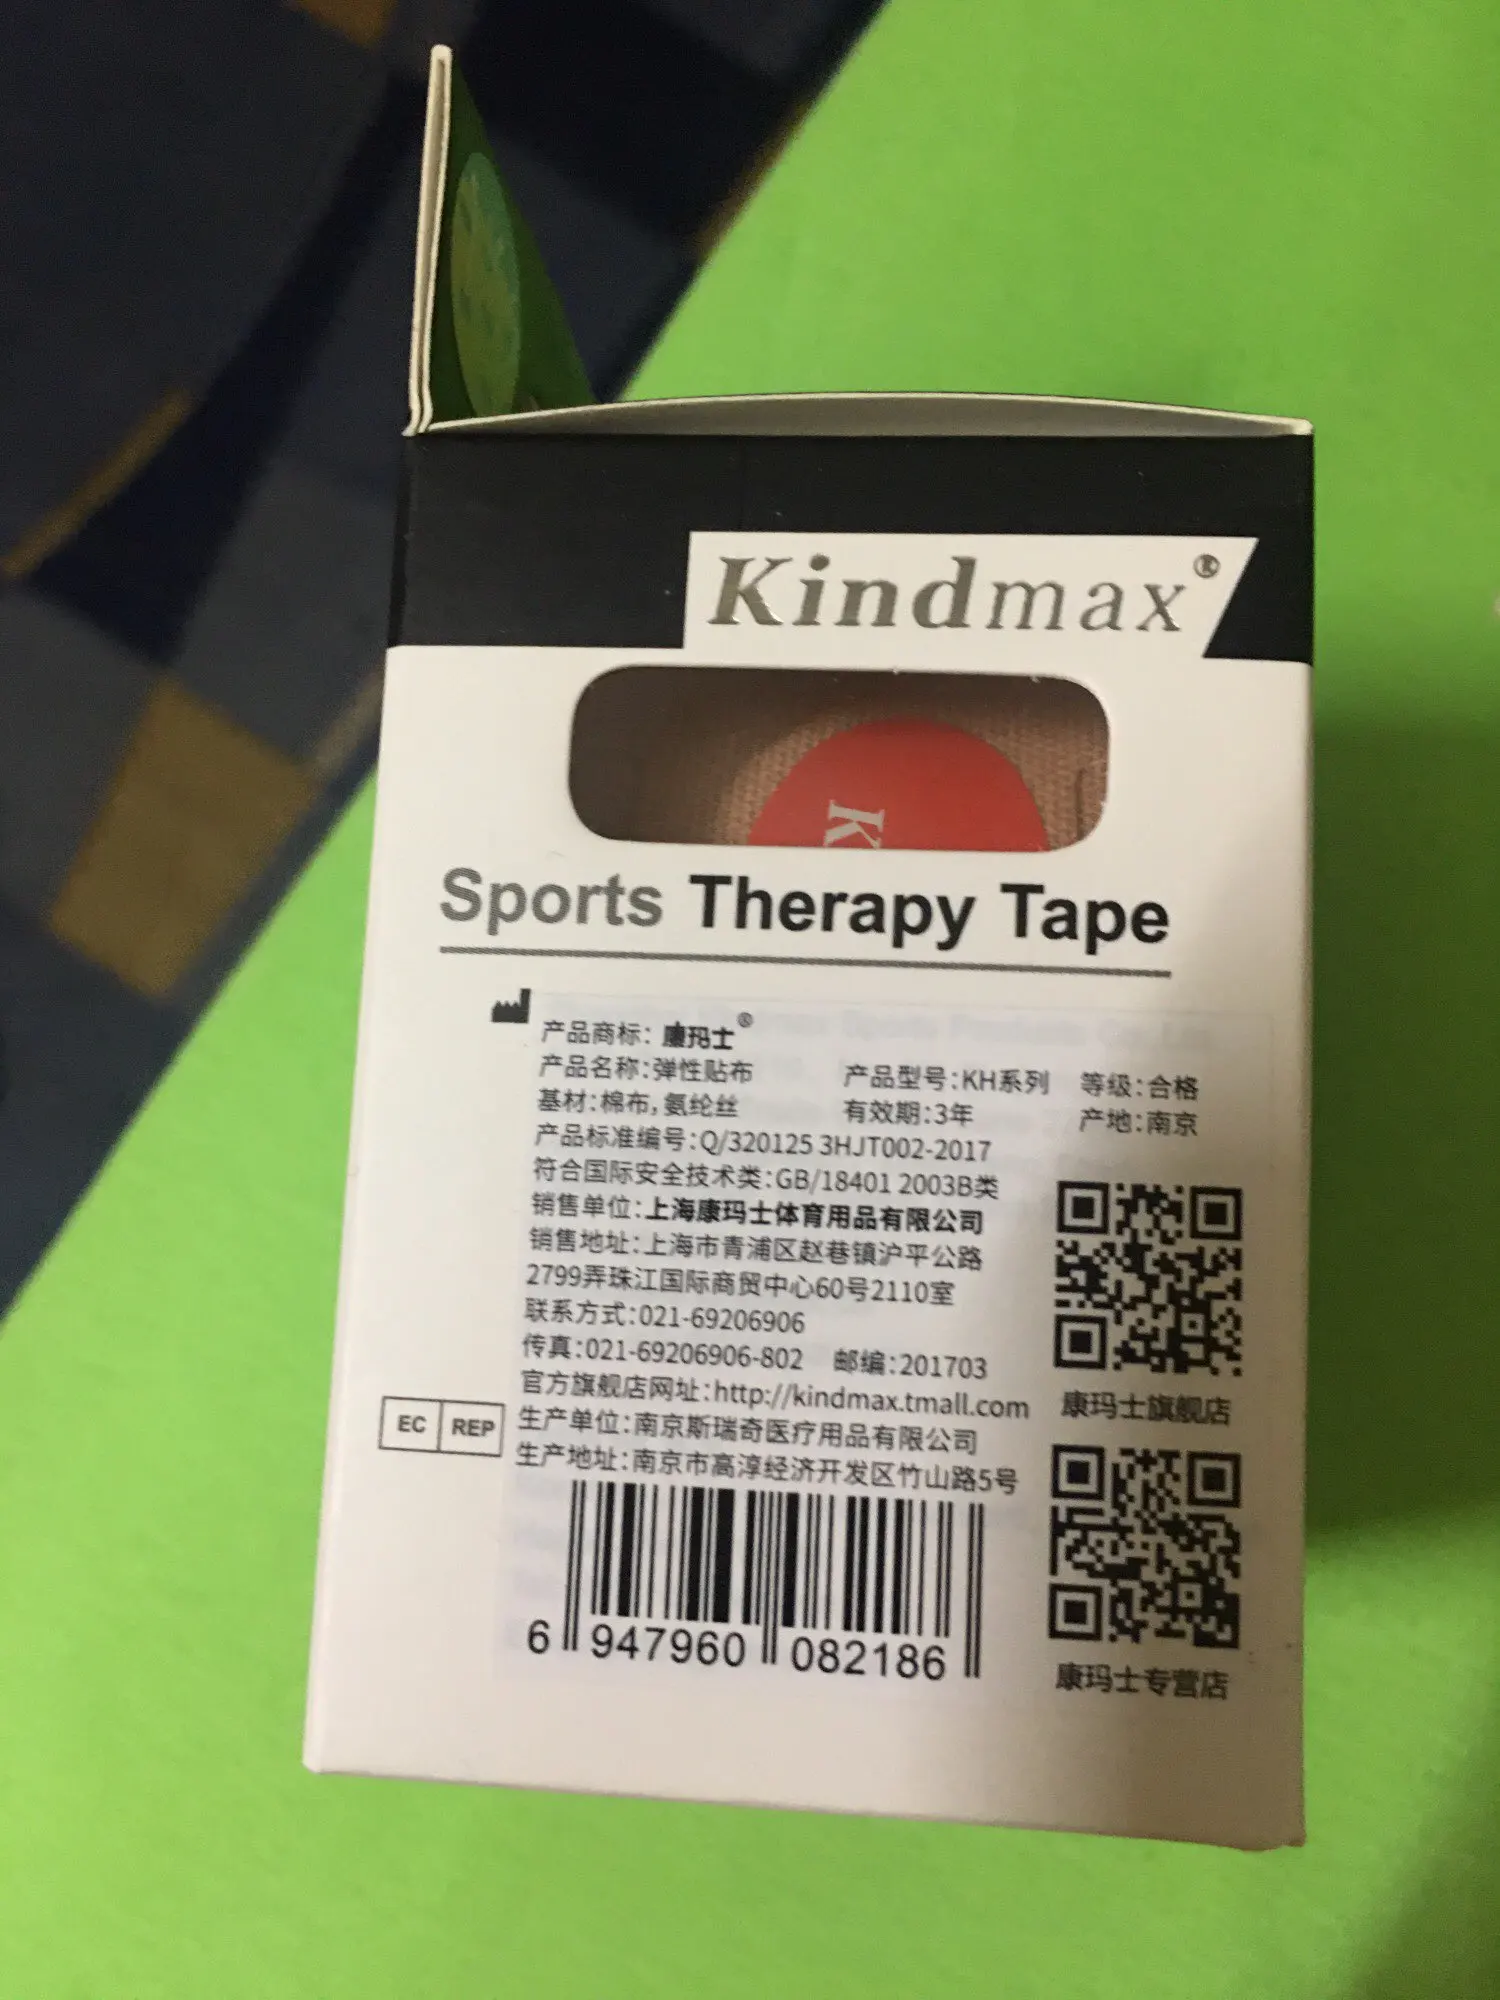 Kindmax®
K
Sports Therapy Tape
产品商标：康玛士®
产品名称：弹性贴布 产品型号：KH系列 等级：合格
基材：棉布，氨纶丝 有效期：3年 产地：南京
产品标准编号：Q/320125 3HJT002-2017
符合国际安全技术类：GB/18401 2003B类
销售单位：上海康玛士体育用品有限公司
销售地址：上海市青浦区赵巷镇沪平公路
2799弄珠江国际商贸中心60号2110室
联系方式：021-69206906
传真：021-69206906-802 邮编：201703
官方旗舰店网址：http://kindmax.tmall.com
康玛士旗舰店
EC REP
生产单位：南京斯瑞奇医疗用品有限公司
生产地址：南京市高淳经济开发区竹山路5号
6 947960 082186
康玛士专营店